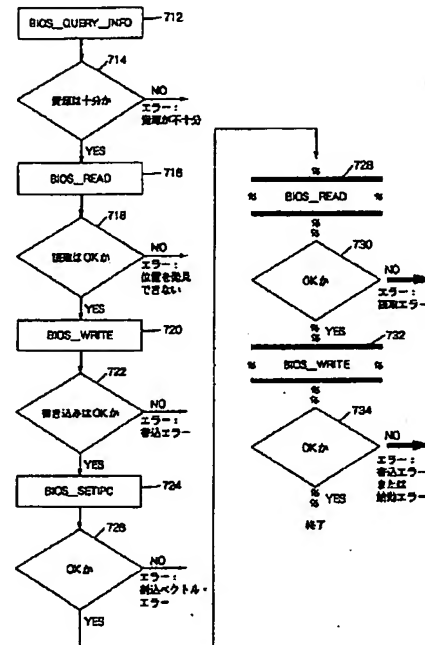 BIOS_QUERY_INFO
712
714
資源は十分か
NO
エラー：
資源が不十分
YES
BIOS_READ
716
718
読取はOKか
NO
エラー：
位置を発見
できない
YES
BIOS_WRITE
720
722
書き込みはOKか
NO
エラー：
書込エラー
YES
BIOS_SETIPC
724
726
OKか
NO
エラー：
割込ベクトル・
エラー
YES
728
% BIOS_READ %
730
OKか
NO
エラー：
読取エラー
YES
732
% BIOS_WRITE %
734
OKか
NO
エラー：
書込エラー
または
エラー
YES
終了